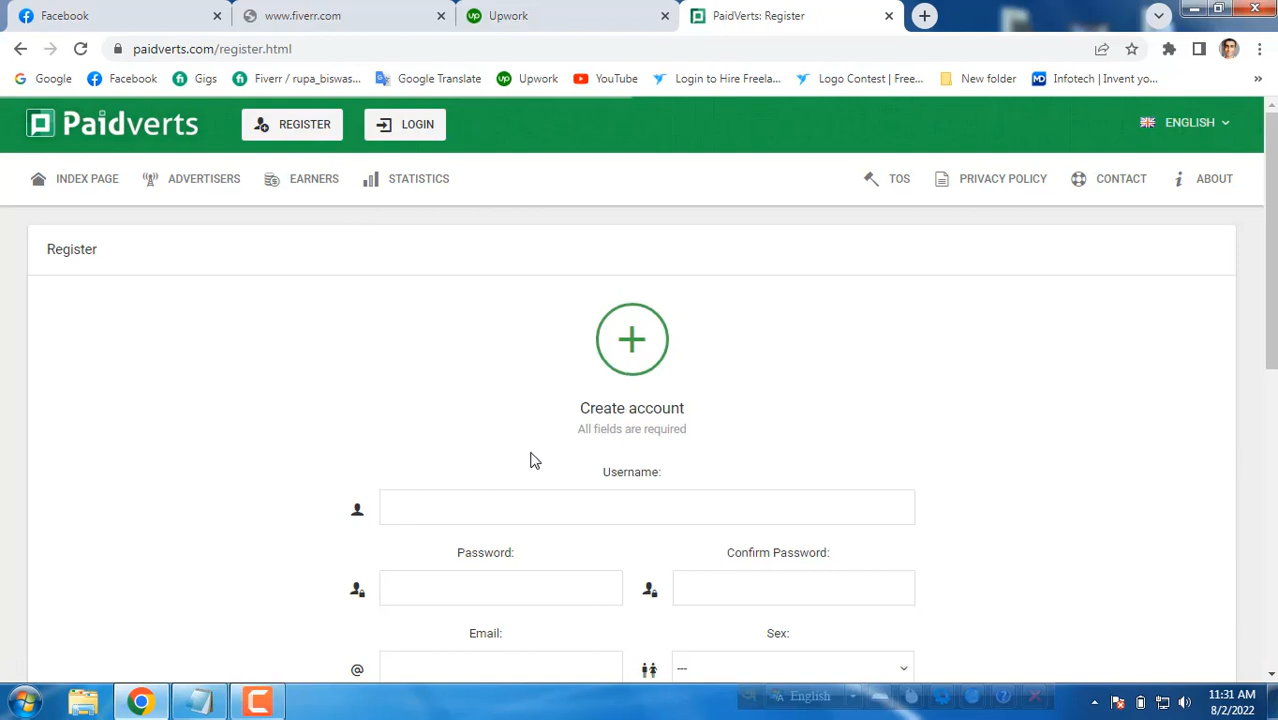 Facebook
www.fiverr.com
Upwork
PaidVerts: Register
paidverts.com/register.html
Google
Facebook
Gigs
Fiverr / rupa_biswas...
Google Translate
Upwork
YouTube
Login to Hire Freela...
Logo Contest | Free...
New folder
MD
Infotech | Invent yo...
»
Paidverts
REGISTER
LOGIN
ENGLISH
INDEX PAGE
ADVERTISERS
EARNERS
STATISTICS
TOS
PRIVACY POLICY
CONTACT
ABOUT
Register
Create account
All fields are required
Username:
Password:
Confirm Password:
Email:
Sex:
@
---
English
11:31 AM
8/2/2022